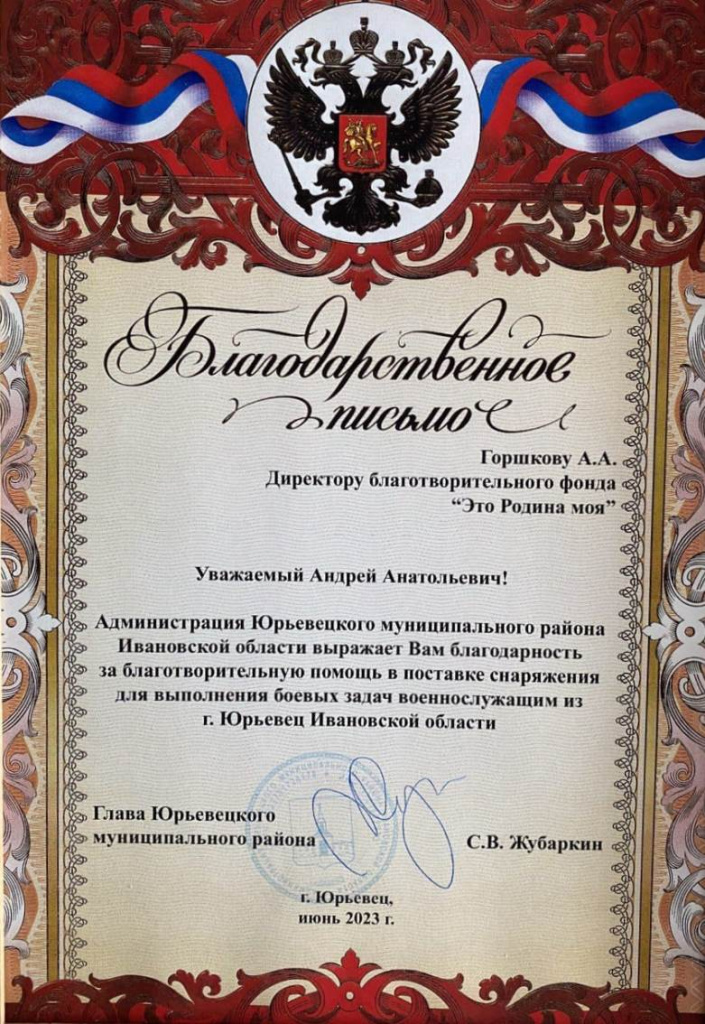 Благодарственное
письмо
Горшкову А.А.
Директору благотворительного фонда
“Это Родина моя”
Уважаемый Андрей Анатольевич!
Администрация Юрьевецкого муниципального района
Ивановской области выражает Вам благодарность
за благотворительную помощь в поставке снаряжения
для выполнения боевых задач военнослужащим из
г. Юрьевец Ивановской области
Глава Юрьевецкого
муниципального района
С.В. Жубаркин
г. Юрьевец,
июнь 2023 г.